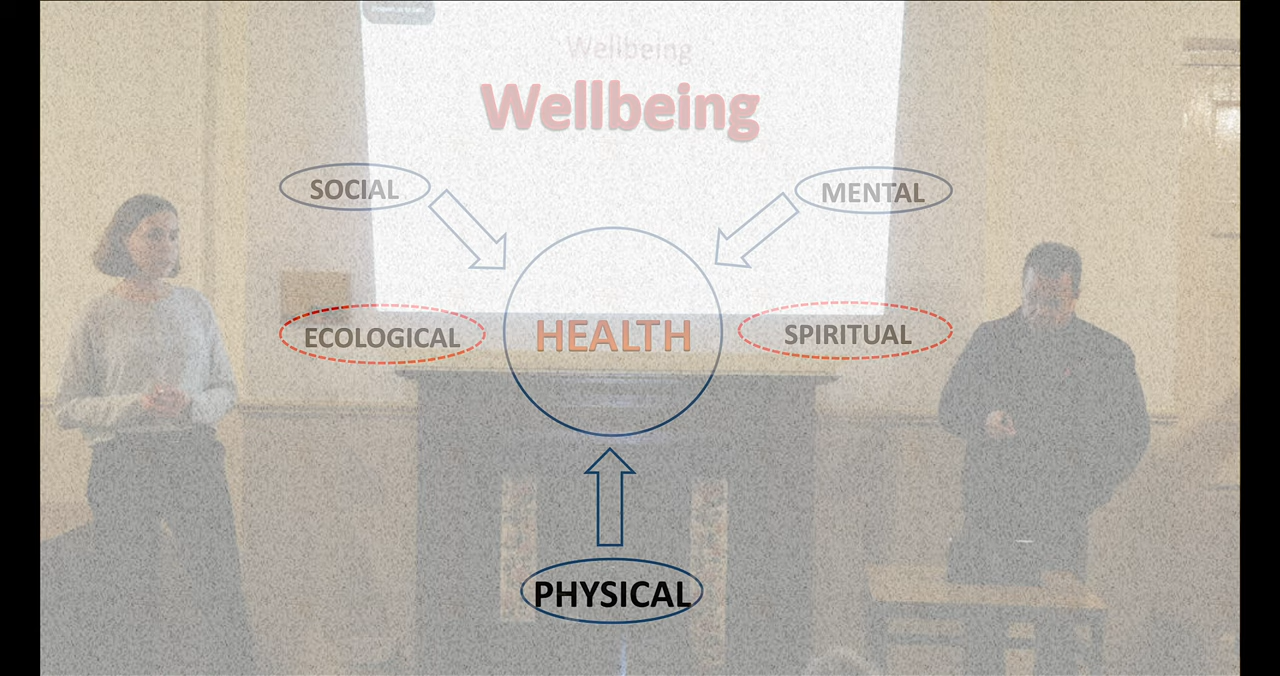 Wellbeing
Wellbeing
SOCIAL
MENTAL
ECOLOGICAL
HEALTH
SPIRITUAL
PHYSICAL